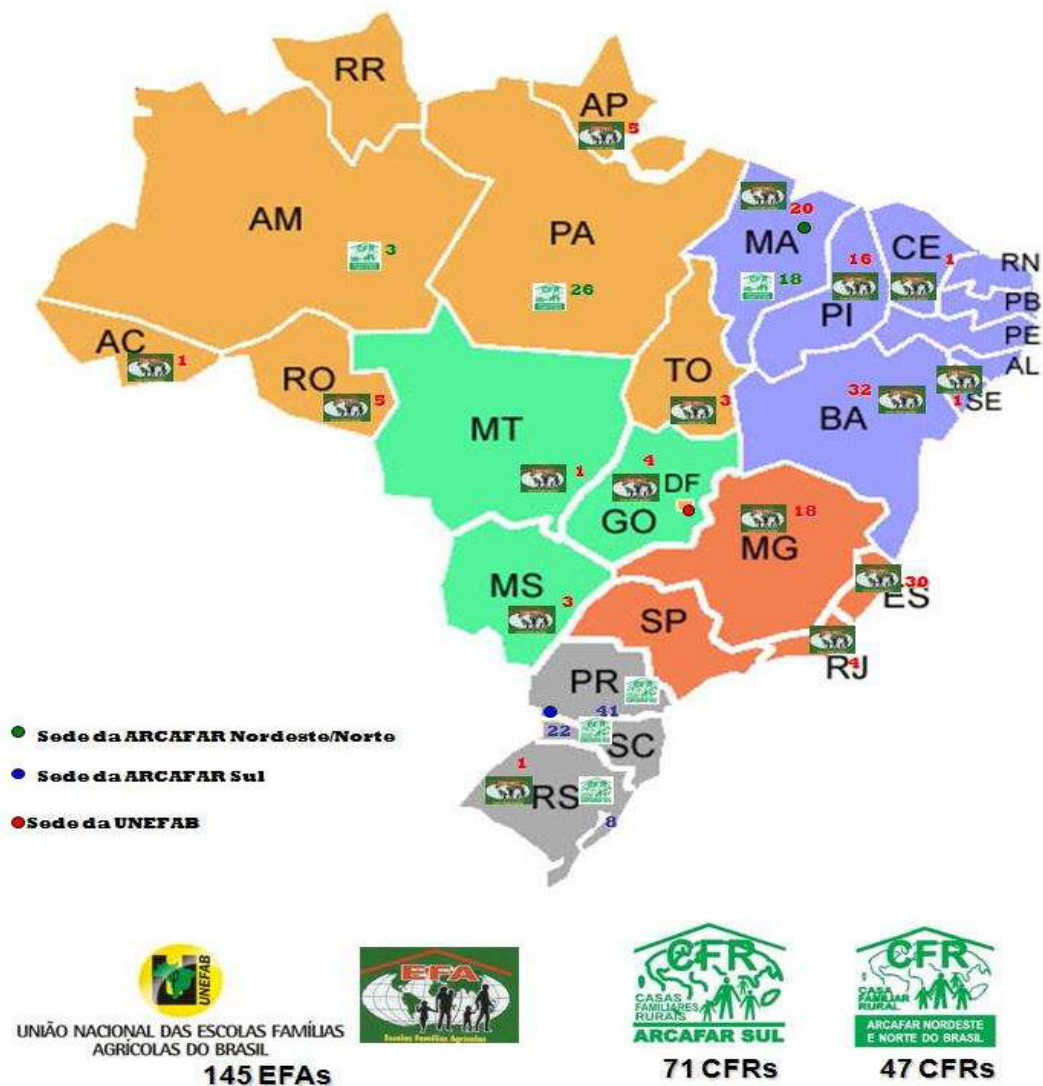 RR
AP
5
AM
3
PA
26
20
MA
18
16
PI
CE
1
RN
PB
PE
AL
1
SE
AC
1
RO
5
TO
3
32
BA
MT
1
4
DF
GO
18
MG
30
ES
MS
3
SP
4
RJ
PR
41
22
SC
1
RS
8
Sede da ARCAFAR Nordeste/Norte
Sede da ARCAFAR Sul
Sede da UNEFAB
UNEFAB
UNIÃO NACIONAL DAS ESCOLAS FAMÍLIAS
AGRÍCOLAS DO BRASIL
145 EFAs
EFA
Escolas Famílias Agrícolas
CFR
CASAS
FAMILIARES
RURAIS
ARCAFAR SUL
71 CFRs
CFR
CASA
FAMILIAR
RURAL
ARCAFAR NORDESTE
E NORTE DO BRASIL
47 CFRs